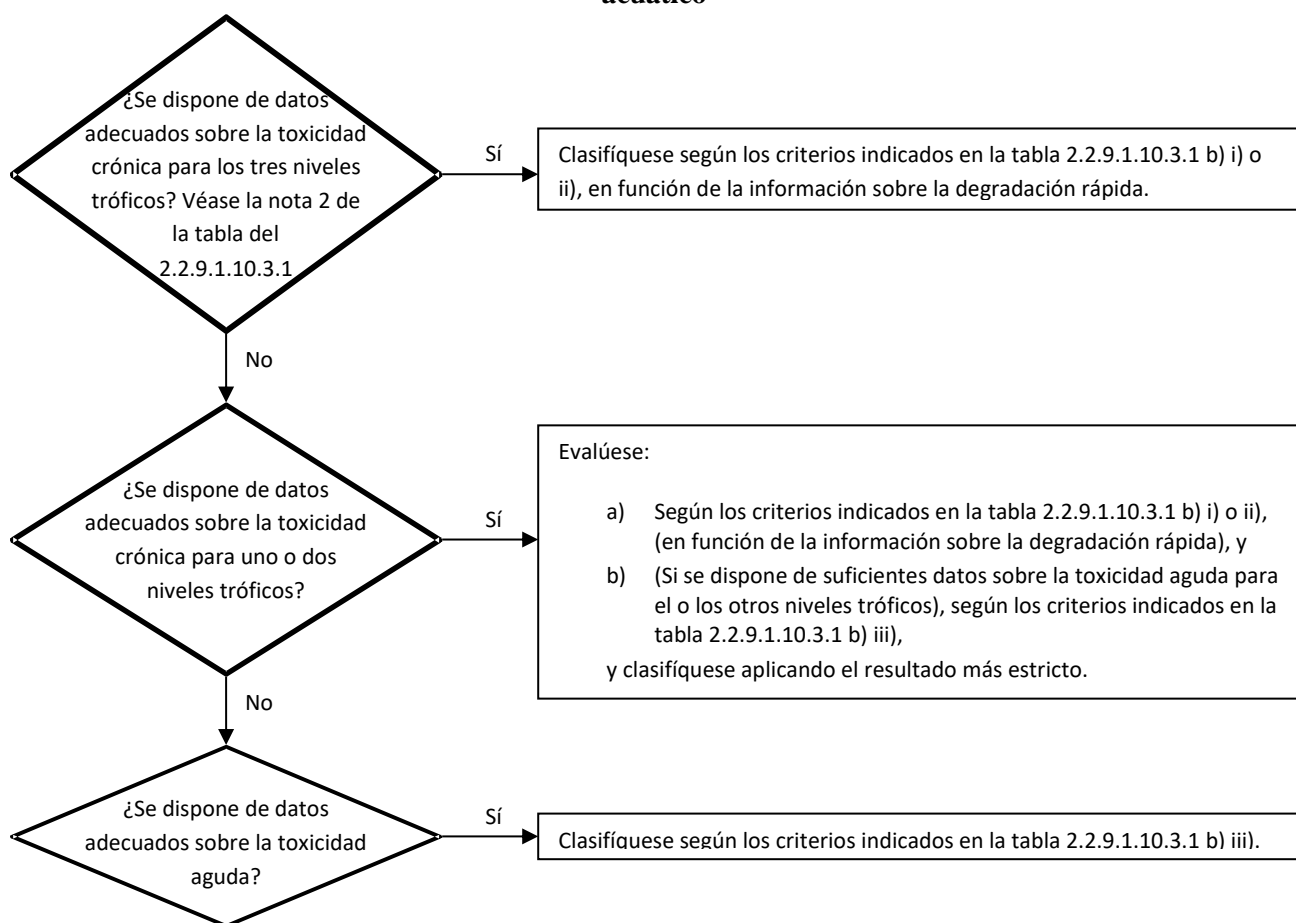 acuático
¿Se dispone de datos
adecuados sobre la toxicidad
crónica para los tres niveles
tróficos? Véase la nota 2 de
la tabla del
2.2.9.1.10.3.1
Sí
Clasifíquese según los criterios indicados en la tabla 2.2.9.1.10.3.1 b) i) o
ii), en función de la información sobre la degradación rápida.
No
¿Se dispone de datos
adecuados sobre la toxicidad
crónica para uno o dos
niveles tróficos?
Sí
Evalúese:
a) Según los criterios indicados en la tabla 2.2.9.1.10.3.1 b) i) o ii),
(en función de la información sobre la degradación rápida), y
b) (Si se dispone de suficientes datos sobre la toxicidad aguda para
el o los otros niveles tróficos), según los criterios indicados en la
tabla 2.2.9.1.10.3.1 b) iii),
y clasifíquese aplicando el resultado más estricto.
No
¿Se dispone de datos
adecuados sobre la toxicidad
aguda?
Sí
Clasifíquese según los criterios indicados en la tabla 2.2.9.1.10.3.1 b) iii).